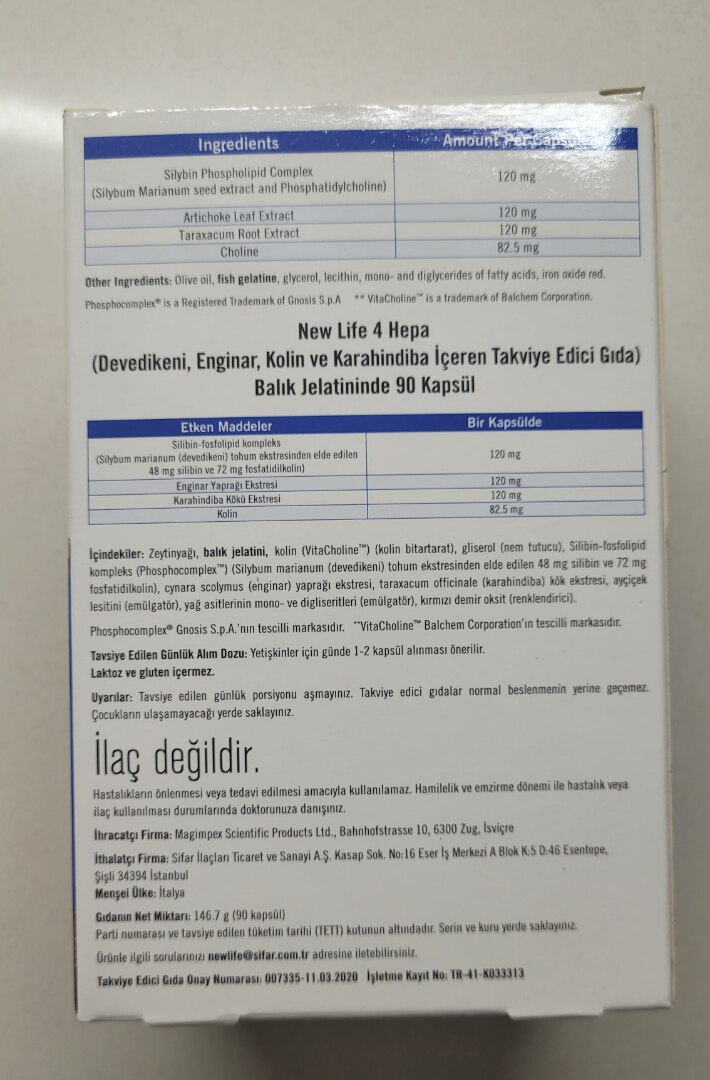 Ingredients Amount Per Capsule
Silybin Phospholipid Complex
(Silybum Marianum seed extract and Phosphatidylcholine) 120 mg
Artichoke Leaf Extract 120 mg
Taraxacum Root Extract 120 mg
Choline 82.5 mg
Other Ingredients: Olive oil, fish gelatine, glycerol, lecithin, mono- and diglycerides of fatty acids, iron oxide red.
Phosphocomplex® is a Registered Trademark of Gnosis S.p.A ** VitaCholine™ is a trademark of Balchem Corporation.
New Life 4 Hepa
(Devedikeni, Enginar, Kolin ve Karahindiba İçeren Takviye Edici Gıda)
Balık Jelatininde 90 Kapsül
Etken Maddeler Bir Kapsülde
Silibin-fosfolipid kompleks
(Silybum marianum (devedikeni) tohum ekstresinden elde edilen 120 mg
48 mg silibin ve 72 mg fosfatidilkolin)
Enginar Yaprağı Ekstresi 120 mg
Karahindiba Kökü Ekstresi 120 mg
Kolin 82.5 mg
İçindekiler: Zeytinyağı, balık jelatini, kolin (VitaCholine™) (kolin bitartarat), gliserol (nem tutucu), Silibin-fosfolipid
kompleks (Phosphocomplex™) (Silybum marianum (devedikeni) tohum ekstresinden elde edilen 48 mg silibin ve 72 mg
fosfatidilkolin), cynara scolymus (enginar) yaprağı ekstresi, taraxacum officinale (karahindiba) kök ekstresi, ayçiçek
lesitini (emülgatör), yağ asitlerinin mono- ve digliseritleri (emülgatör), kırmızı demir oksit (renklendirici).
Phosphocomplex® Gnosis S.p.A.'nın tescilli markasıdır. **VitaCholine™ Balchem Corporation'ın tescilli markasıdır.
Tavsiye Edilen Günlük Alım Dozu: Yetişkinler için günde 1-2 kapsül alınması önerilir.
Laktoz ve gluten içermez.
Uyarılar: Tavsiye edilen günlük porsiyonu aşmayınız. Takviye edici gıdalar normal beslenmenin yerine geçemez.
Çocukların ulaşamayacağı yerde saklayınız.
İlaç değildir.
Hastalıkların önlenmesi veya tedavi edilmesi amacıyla kullanılamaz. Hamilelik ve emzirme dönemi ile hastalık veya
ilaç kullanılması durumlarında doktorunuza danışınız.
İhracatçı Firma: Magimpex Scientific Products Ltd., Bahnhofstrasse 10, 6300 Zug, İsviçre
İthalatçı Firma: Sifar İlaçları Ticaret ve Sanayi A.Ş. Kasap Sok. No:16 Eser İş Merkezi A Blok K:5 D:46 Esentepe,
Şişli 34394 İstanbul
Menşei Ülke: İtalya
Gıdanın Net Miktarı: 146.7 g (90 kapsül)
Parti numarası ve tavsiye edilen tüketim tarihi (TETT) kutunun altındadır. Serin ve kuru yerde saklayınız.
Ürünle ilgili sorularınızı newlife@sifar.com.tr adresine iletebilirsiniz.
Takviye Edici Gıda Onay Numarası: 007335-11.03.2020 İşletme Kayıt No: TR-41-K033313